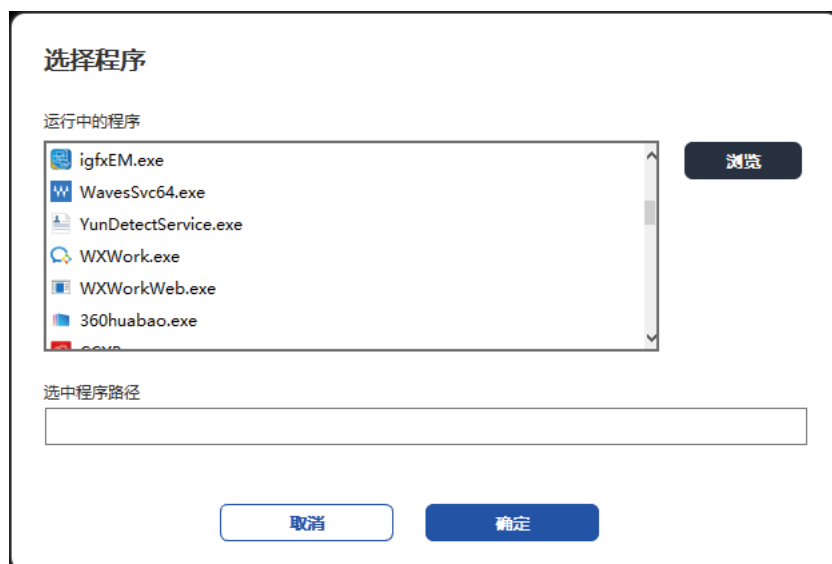 选择程序
运行中的程序
igfxEM.exe
浏览
WavesSvc64.exe
YunDetectService.exe
WXWork.exe
WXWorkWeb.exe
360huabao.exe
选中程序路径
取消
确定